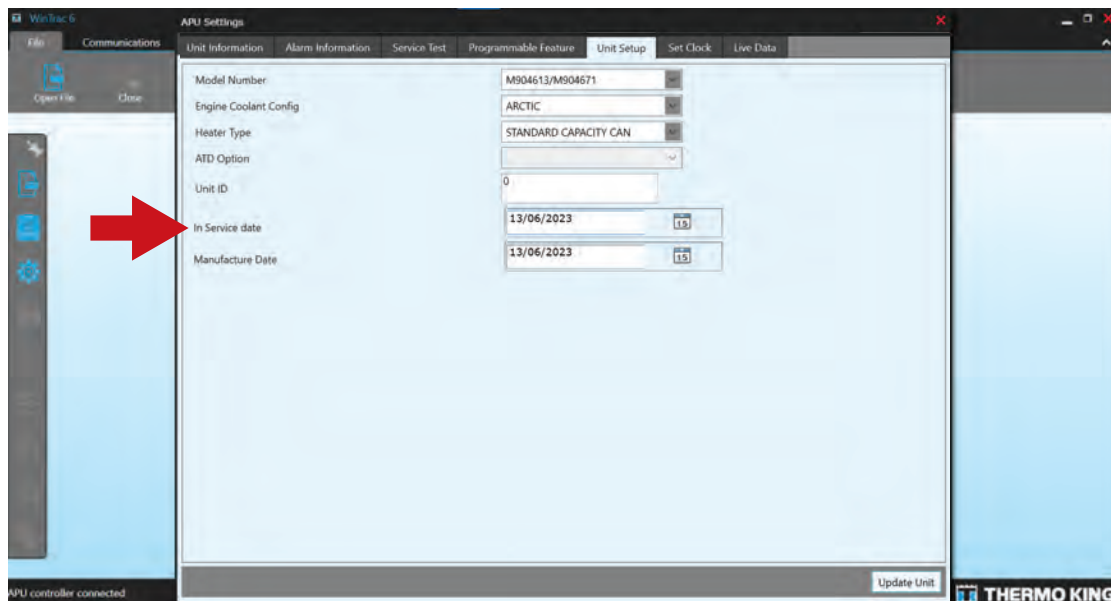 WinTrac 6
APU Settings
File Communications
Unit Information Alarm Information Service Test Programmable Feature Unit Setup Set Clock Live Data
Open File Close
Model Number M904613/M904671
Engine Coolant Config ARCTIC
Heater Type STANDARD CAPACITY CAN
ATD Option
Unit ID 0
In Service date 13/06/2023 15
Manufacture Date 13/06/2023 15
Update Unit
APU controller connected
THERMO KING